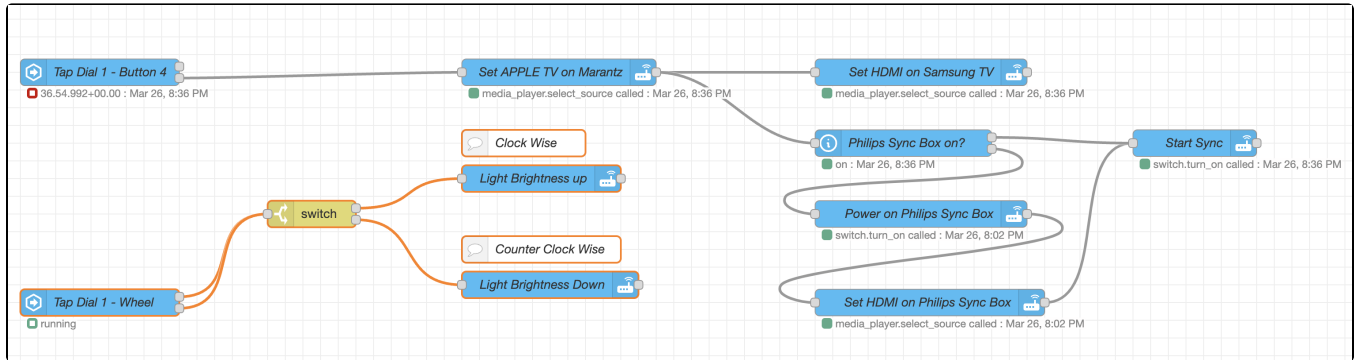 Tap Dial 1 - Button 4
36.54.992+00.00 : Mar 26, 8:36 PM
Set APPLE TV on Marantz
media_player.select_source called : Mar 26, 8:36 PM
Set HDMI on Samsung TV
media_player.select_source called : Mar 26, 8:36 PM
Clock Wise
Philips Sync Box on?
on : Mar 26, 8:36 PM
Start Sync
switch.turn_on called : Mar 26, 8:36 PM
Light Brightness up
switch
Power on Philips Sync Box
switch.turn_on called : Mar 26, 8:02 PM
Counter Clock Wise
Light Brightness Down
Tap Dial 1 - Wheel
running
Set HDMI on Philips Sync Box
media_player.select_source called : Mar 26, 8:02 PM